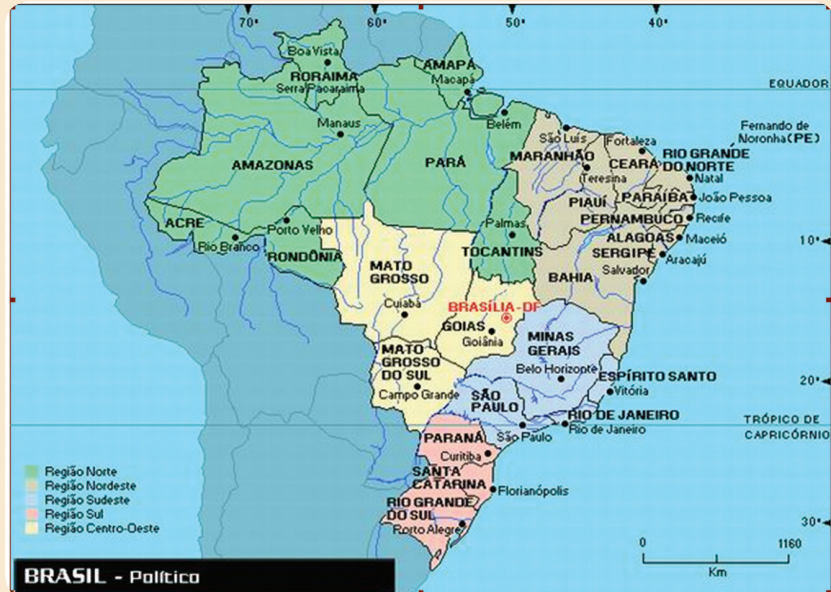 70°
60°
50°
40°
Boa Vista
RORAIMA
Serra Pacaraima
AMAPÁ
Macapá
EQUADOR
Manaus
Belém
São Luís
Fortaleza
Fernando de
Noronha(PE)
AMAZONAS
PARÁ
MARANHÃO
Teresina
CEARÁ
RIO GRANDE
DO NORTE
Natal
PIAUÍ
PARAÍBA
João Pessoa
PERNAMBUCO
Recife
ACRE
Rio Branco
Porto Velho
RONDÔNIA
Palmas
TOCANTINS
ALAGOAS
Maceió
SERGIPE
Aracajú
10°
BAHIA
Salvador
MATO
GROSSO
Cuiabá
BRASÍLIA-DF
GOIAS
Goiânia
MINAS
GERAIS
Belo Horizonte
MATO
GROSSO
DO SUL
Campo Grande
ESPÍRITO SANTO
Vitória
20°
SÃO
PAULO
São Paulo
RIO DE JANEIRO
Rio de Janeiro
TRÓPICO DE
CAPRICÓRNIO
PARANÁ
Curitiba
SANTA
CATARINA
Florianópolis
RIO GRANDE
DO SUL
Porto Alegre
30°
Região Norte
Região Nordeste
Região Sudeste
Região Sul
Região Centro-Oeste
0 1160
Km
BRASIL - Político